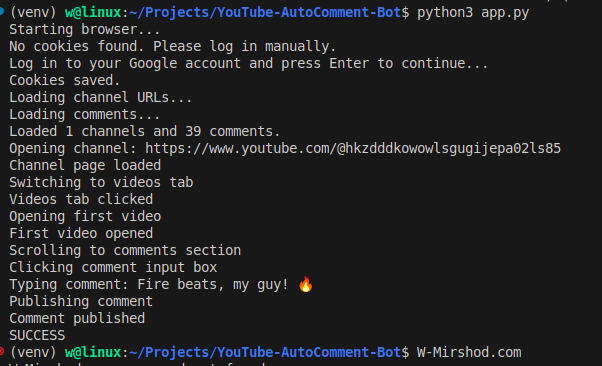 (venv) w@linux:~/Projects/YouTube-AutoComment-Bot$ python3 app.py
Starting browser...
No cookies found. Please log in manually.
Log in to your Google account and press Enter to continue...
Cookies saved.
Loading channel URLs...
Loading comments...
Loaded 1 channels and 39 comments.
Opening channel: https://www.youtube.com/@hkzdddkowowlsgugijepa02ls85
Channel page loaded
Switching to videos tab
Videos tab clicked
Opening first video
First video opened
Scrolling to comments section
Clicking comment input box
Typing comment: Fire beats, my guy! 🔥
Publishing comment
Comment published
SUCCESS
(venv) w@linux:~/Projects/YouTube-AutoComment-Bot$ W-Mirshod.com